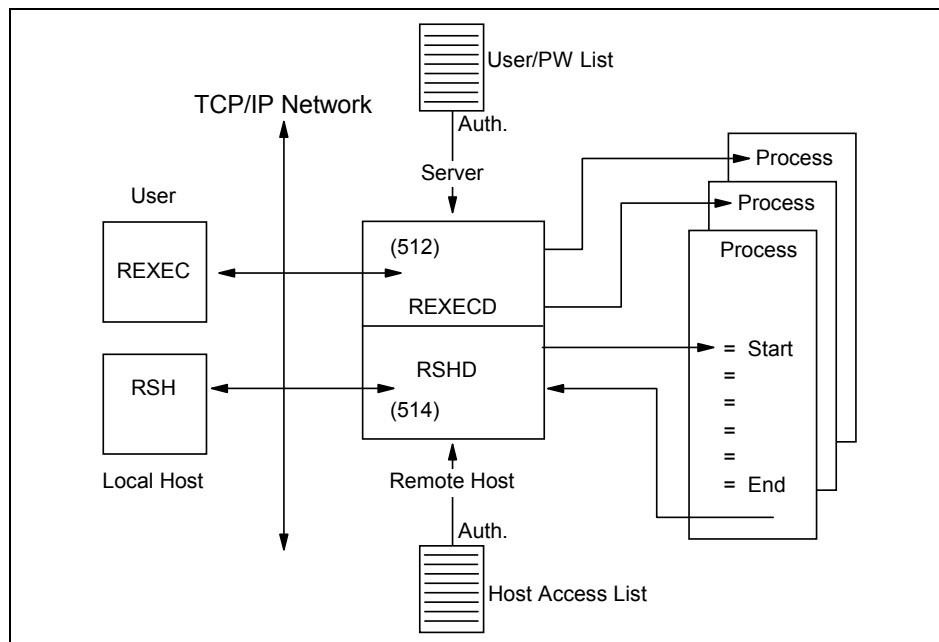 User/PW List
TCP/IP Network
Auth.
Server
Process
User
Process
(512)
Process
REXEC
REXECD
= Start
RSHD
=
RSH
=
(514)
=
=
Local Host
Remote Host
= End
Auth.
Host Access List